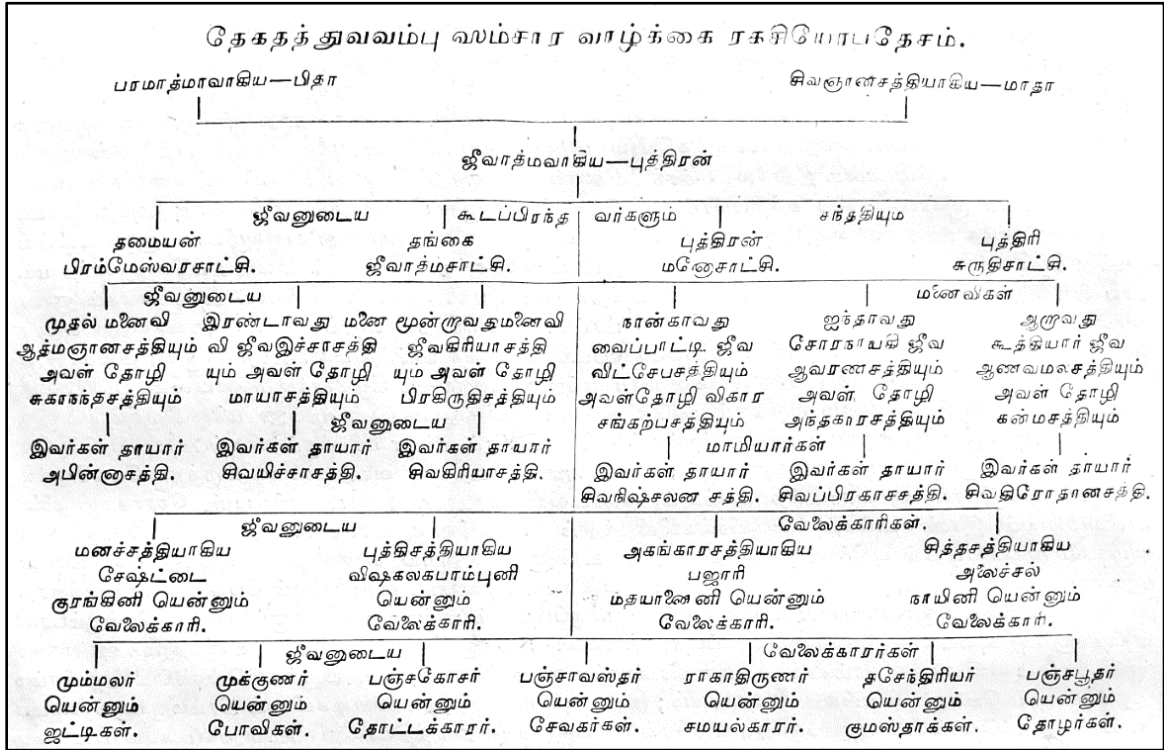 தேகதத்துவவம்பு ஸம்சார வாழ்க்கை ரகசியோபதேசம்.
பரமாத்மாவாகிய—பிதா சிவஞானசத்தியாகிய—மாதா
ஜீவாத்மவாகிய—புத்திரன்
ஜீவனுடைய கூடப்பிரந்த வர்களும் சந்ததியும
தமையன் தங்கை புத்திரன் புத்திரி
பிரம்மேஸ்வரசாட்சி. ஜீவாத்மசாட்சி. மனேசாட்சி. சுருதிசாட்சி.
ஜீவனுடைய மனைவிகள்
முதல் மனைவி இரண்டாவது மனை மூன்றாவதுமனைவி நான்காவது ஐந்தாவது ஆறாவது
ஆத்மஞானசத்தியும் வி ஜீவஇச்சாசத்தி ஜீவகிரியாசத்தி வைப்பாட்டி ஜீவ சோரநாயகி ஜீவ கூத்தியார் ஜீவ
அவள் தோழி யும் அவள் தோழி யும் அவள் தோழி விட்சேபசத்தியும் ஆவரணசத்தியும் ஆணவமலசத்தியும்
சுகாநந்தசத்தியும் மாயாசத்தியும் பிரகிருதிசத்தியும் அவள்தோழி விகார அவள் தோழி அவள் தோழி
சங்கற்பசத்தியும் அந்தகாரசத்தியும் கன்மசத்தியும்
ஜீவனுடைய மாமியார்கள்
இவர்கள் தாயார் இவர்கள் தாயார் இவர்கள் தாயார் இவர்கள் தாயார் இவர்கள் தாயார் இவர்கள் தாயார்
அபின்னாசத்தி. சிவயிச்சாசத்தி. சிவகிரியாசத்தி. சிவநிஷ்சலன சத்தி. சிவப்பிரகாசசத்தி. சிவதிரோதானசத்தி.
ஜீவனுடைய வேலைக்காரிகள்.
மனச்சத்தியாகிய புத்திசத்தியாகிய அகங்காரசத்தியாகிய சித்தசத்தியாகிய
சேஷ்ட்டை விஷகலகபாம்புனி பஜாரி அலைச்சல்
குரங்கினி யென்னும் யென்னும் மதயானைனி யென்னும் நாயினி யென்னும்
வேலைக்காரி. வேலைக்காரி. வேலைக்காரி. வேலைக்காரி.
ஜீவனுடைய வேலைக்காரர்கள்
மும்மலர் முக்குணர் பஞ்சகோசர் பஞ்சாவஸ்தர் ராகாதிருணர் தசேந்திரியர் பஞ்சபூதர்
யென்னும் யென்னும் யென்னும் யென்னும் யென்னும் யென்னும் யென்னும்
ஜட்டிகள். போவிகள். தோட்டக்காரர். சேவகர்கள். சமயல்காரர். குமஸ்தாக்கள். தோழர்கள்.